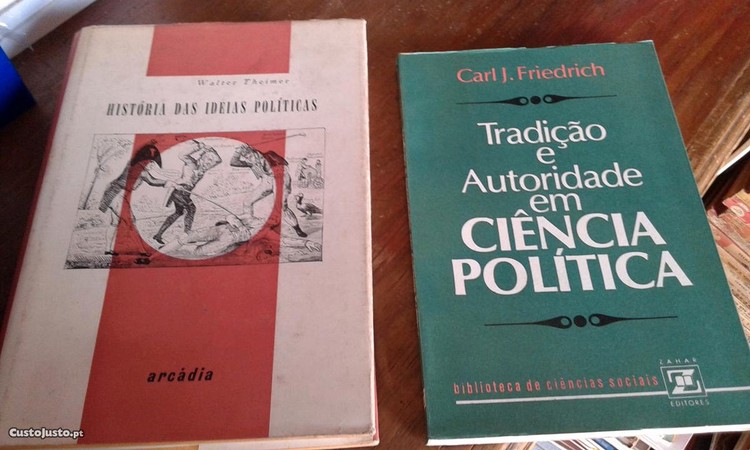 Walter Theimer
HISTÓRIA DAS IDEIAS POLÍTICAS
arcádia
Carl J. Friedrich
Tradição
e
Autoridade
em
CIÊNCIA
POLÍTICA
biblioteca de ciências sociais
ZAHAR
EDITORES
CustoJusto.pt